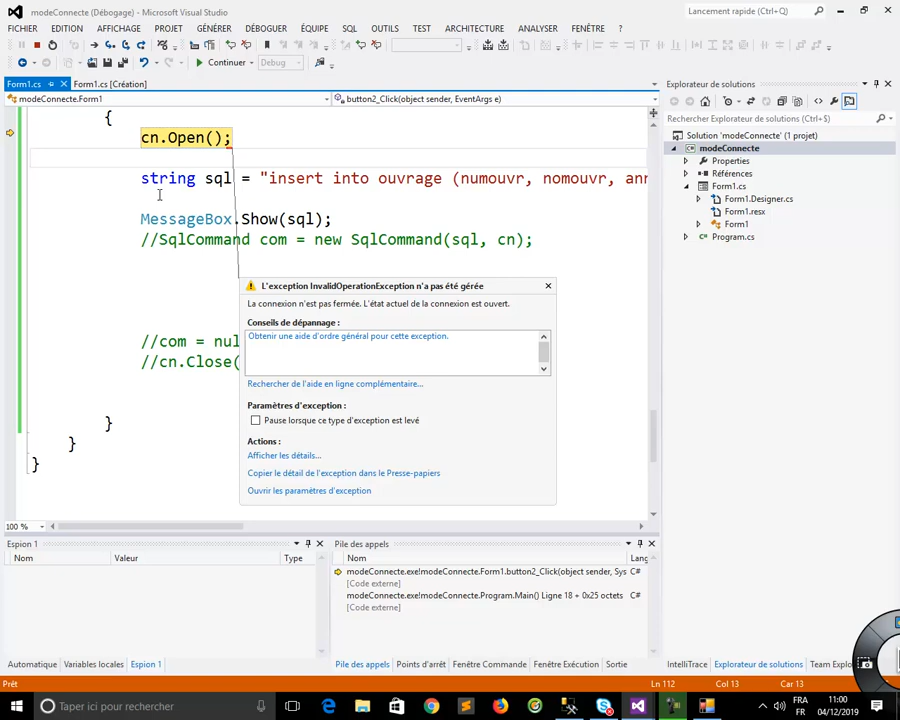 modeConnecte (Débogage) - Microsoft Visual Studio
Lancement rapide (Ctrl+Q)
FICHIER EDITION AFFICHAGE PROJET GÉNÉRER DÉBOGUER ÉQUIPE SQL OUTILS TEST ARCHITECTURE ANALYSER FENÊTRE ?
Continuer Debug
Form1.cs Form1.cs [Création]
modeConnecte.Form1 button2_Click(object sender, EventArgs e)
{
cn.Open();
string sql = "insert into ouvrage (numouvr, nomouvr, ann
MessageBox.Show(sql);
//SqlCommand com = new SqlCommand(sql, cn);
//com = nul
//cn.Close(
}
}
}
L'exception InvalidOperationException n'a pas été gérée
La connexion n'est pas fermée. L'état actuel de la connexion est ouvert.
Conseils de dépannage :
Obtenir une aide d'ordre général pour cette exception.
Rechercher de l'aide en ligne complémentaire...
Paramètres d'exception :
Pause lorsque ce type d'exception est levé
Actions :
Afficher les détails...
Copier le détail de l'exception dans le Presse-papiers
Ouvrir les paramètres d'exception
100 %
Explorateur de solutions
Rechercher Explorateur de solutions (Ctrl+$)
Solution 'modeConnecte' (1 projet)
modeConnecte
Properties
Références
Form1.cs
Form1.Designer.cs
Form1.resx
Form1
Program.cs
Espion 1
Nom Valeur Type
Automatique Variables locales Espion 1
Pile des appels
Nom Lang
modeConnecte.exe!modeConnecte.Form1.button2_Click(object sender, Sys C#
[Code externe]
modeConnecte.exe!modeConnecte.Program.Main() Ligne 18 + 0x25 octets C#
[Code externe]
Pile des appels Points d'arrêt Fenêtre Commande Fenêtre Exécution Sortie
IntelliTrace Explorateur de solutions Team Explo
Prêt Ln 112 Col 13 Car 13
Taper ici pour rechercher
FRA 11:00
FR 04/12/2019